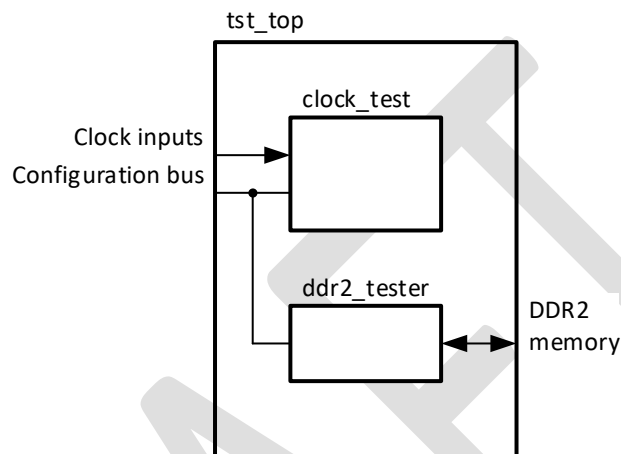 tst_top
clock_test
Clock inputs
Configuration bus
ddr2_tester
DDR2
memory